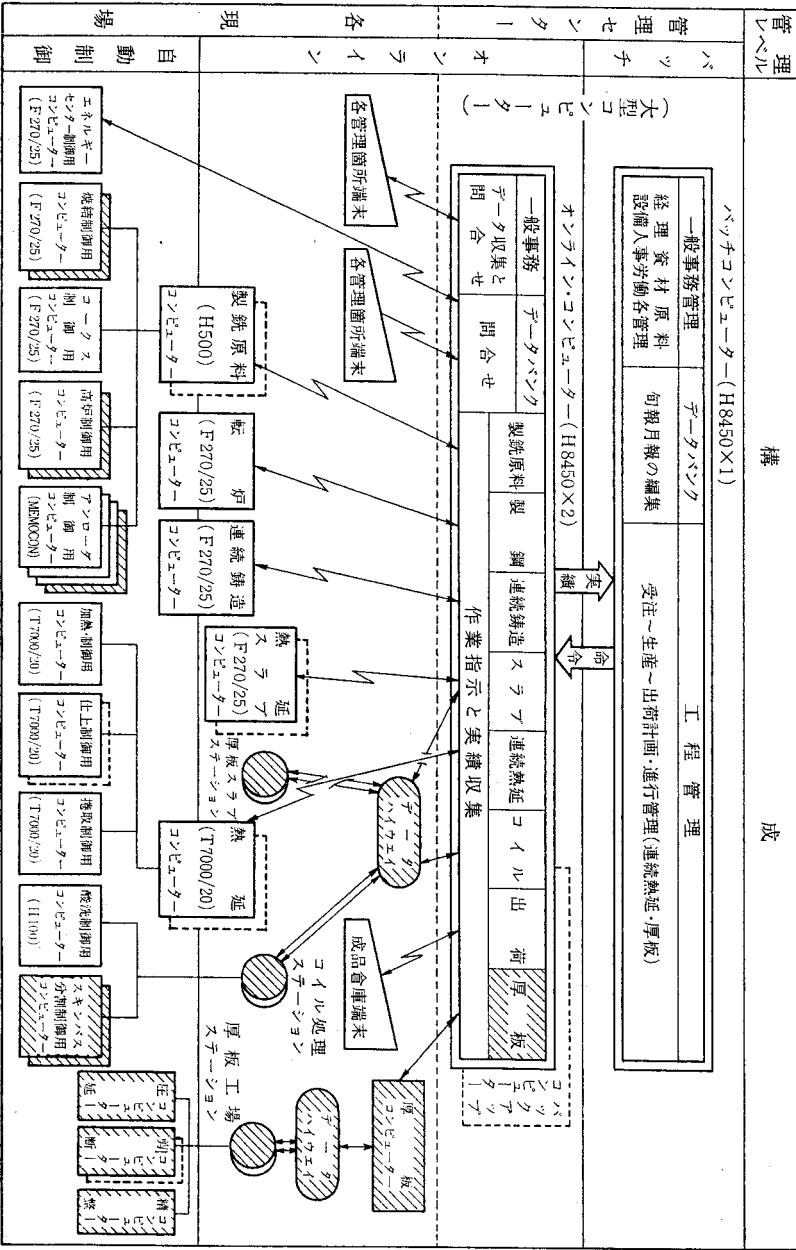 管理レベル
構成
管理センター
各現場
バッチ
オンライン
自動制御
(大型コンピューター)
バッチコンピューター(H8450×1)
一般事務管理
経理資材原料
設備人事労働各管理
データバンク
旬報月報の編集
工程管理
受注～生産～出荷計画・進行管理(連続熱延・厚板)
実績
命令
オンライン・コンピューター(H8450×2)
一般事務
データ収集と
問合せ
データバンク
問合せ
製銑原料
製鋼
連続鋳造
スラブ
連続熱延
コイル
出荷
厚板
作業指示と実績収集
バックアップ
コンピューター
各管理箇所端末
各管理箇所端末
データ
ハイウエイ
成品倉庫端末
厚板
コンピューター
製銑原料
(H500)
コンピューター
転炉
(F270/25)
コンピューター
連続鋳造
(F270/25)
コンピューター
熱延
スラブ
(F270/25)
コンピューター
厚板スラブ
ステーション
熱延
(T7000/20)
コンピューター
コイル処理
ステーション
データ
ハイウエイ
厚板工場
ステーション
エネルギー
センター制御用
コンピューター
(F270/25)
焼結制御用
コンピューター
(F270/25)
コークス
制御用
コンピューター
(F270/25)
高炉制御用
コンピューター
(F270/25)
アンローダ
制御用
コンピューター
(MEMOCON)
加熱・制御用
コンピューター
(T7000/20)
仕上制御用
コンピューター
(T7000/20)
捲取制御用
コンピューター
(T7000/20)
酸洗制御用
コンピューター
(H100)
スキンパス
分割制御用
コンピューター
圧延
コンピューター
剪断
コンピューター
精整
コンピューター